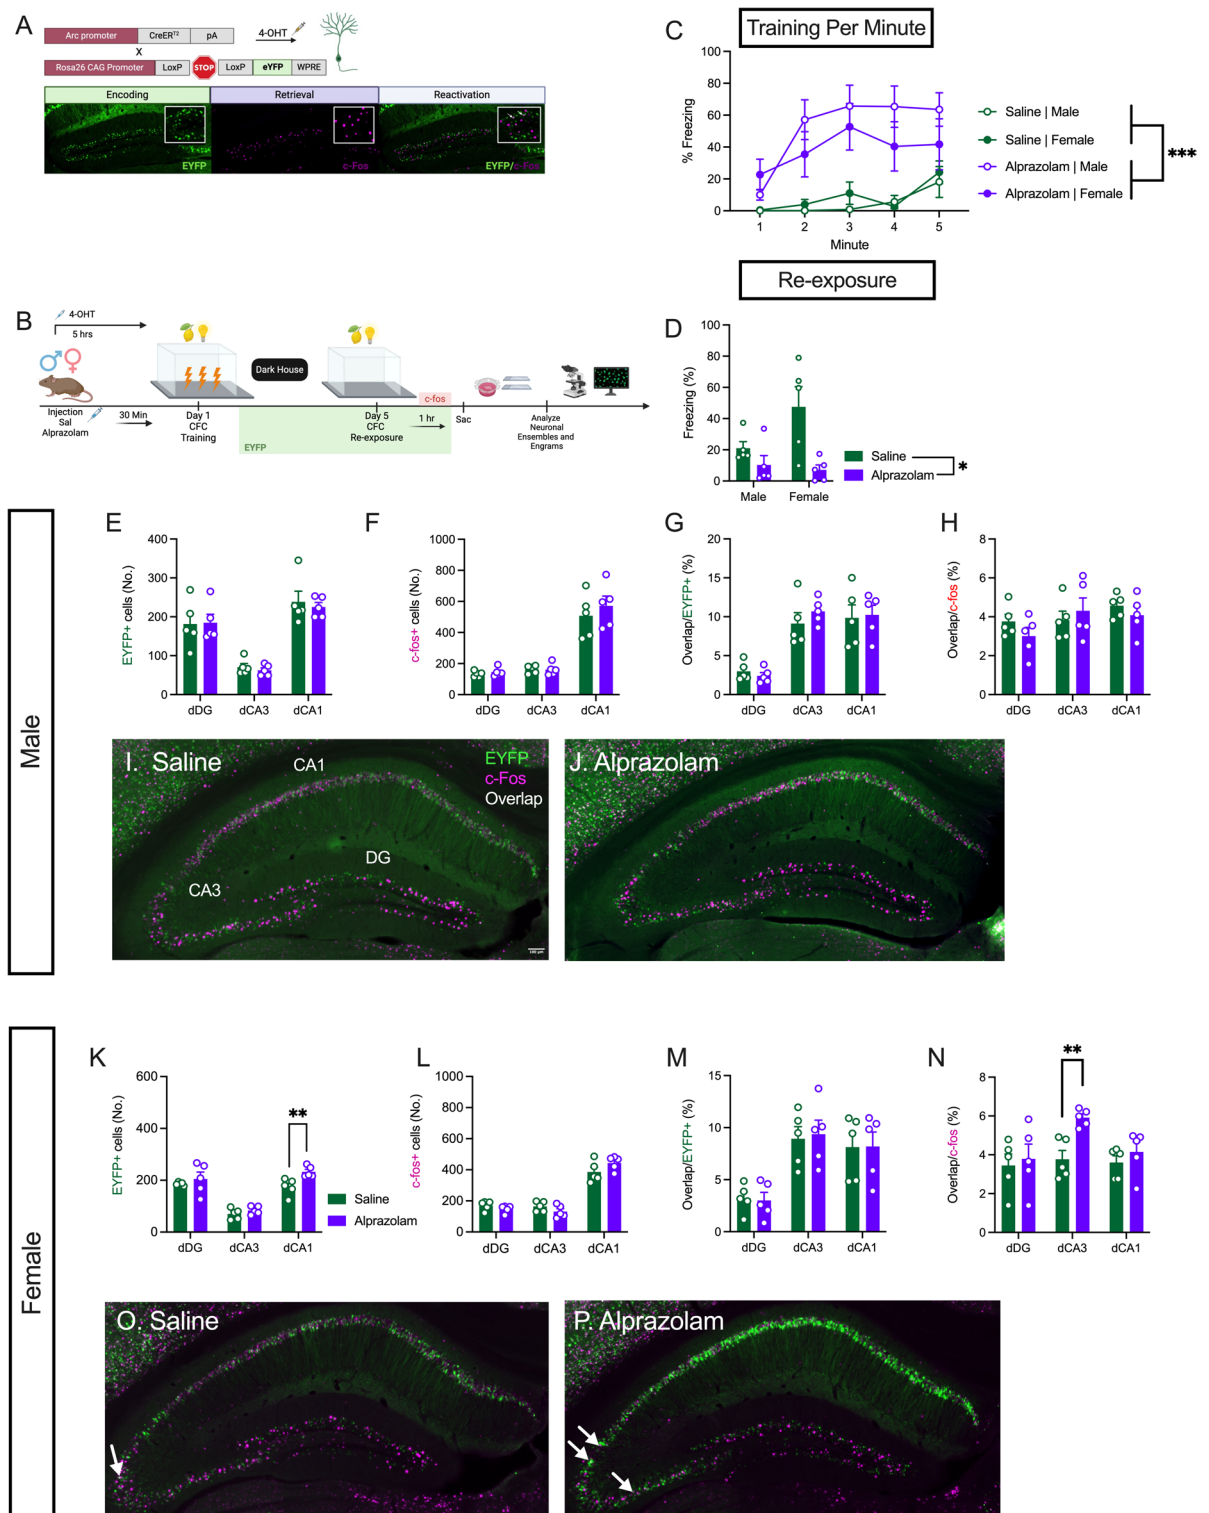 A
Arc promoter CreERT2 pA
4-OHT
X
Rosa26 CAG Promoter LoxP STOP LoxP eYFP WPRE
Encoding Retrieval Reactivation
EYFP c-Fos EYFP/c-Fos
C
Training Per Minute
% Freezing
100
80
60
40
20
0
1 2 3 4 5
Minute
Saline | Male
Saline | Female
Alprazolam | Male
Alprazolam | Female
***
B
4-OHT
5 hrs
Injection
Sal
Alprazolam
30 Min
Day 1
CFC
Training
Dark House
EYFP
Day 5
CFC
Re-exposure
c-fos
1 hr
Sac
Analyze
Neuronal
Ensembles and
Engrams
Re-exposure
D
Freezing (%)
100
80
60
40
20
0
Male Female
Saline
Alprazolam
*
Male
E
EYFP+ cells (No.)
400
300
200
100
0
dDG dCA3 dCA1
F
c-fos+ cells (No.)
1000
800
600
400
200
0
dDG dCA3 dCA1
G
Overlap/EYFP+ (%)
20
15
10
5
0
dDG dCA3 dCA1
H
Overlap/c-fos (%)
8
6
4
2
0
dDG dCA3 dCA1
I. Saline
CA1
EYFP
c-Fos
Overlap
DG
CA3
100 µm
J. Alprazolam
Female
K
EYFP+ cells (No.)
600
400
200
0
**
dDG dCA3 dCA1
Saline
Alprazolam
L
c-fos+ cells (No.)
1000
800
600
400
200
0
dDG dCA3 dCA1
M
Overlap/EYFP+ (%)
15
10
5
0
dDG dCA3 dCA1
N
Overlap/c-fos (%)
8
6
4
2
0
**
dDG dCA3 dCA1
O. Saline
P. Alprazolam